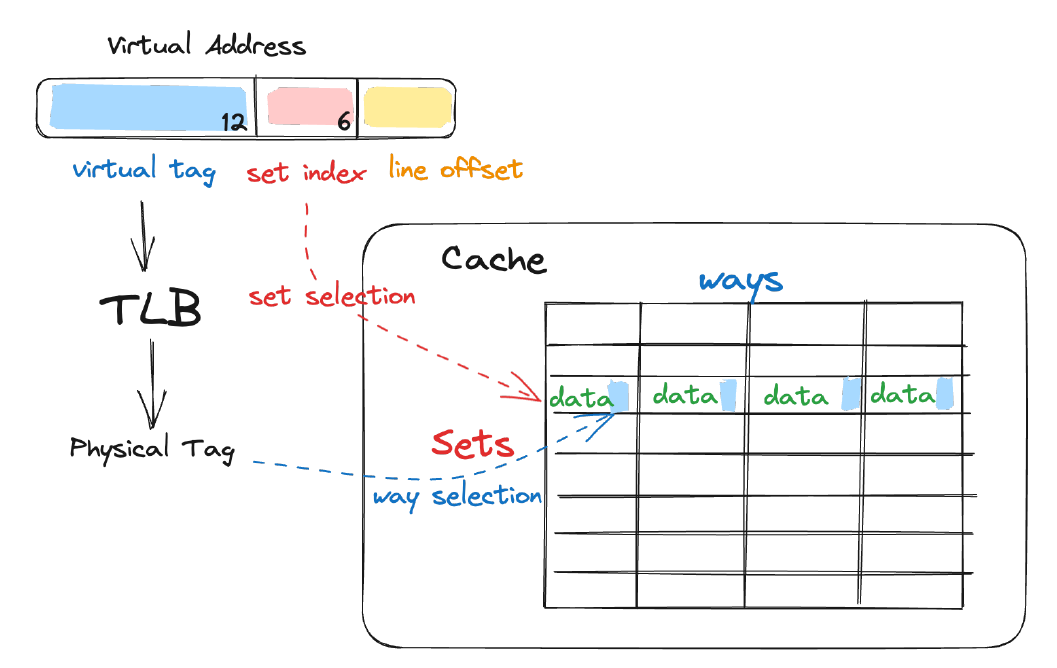 Virtual Address
12
6
virtual tag
set index
line offset
Cache
ways
TLB
set selection
data
data
data
data
Sets
Physical Tag
way selection